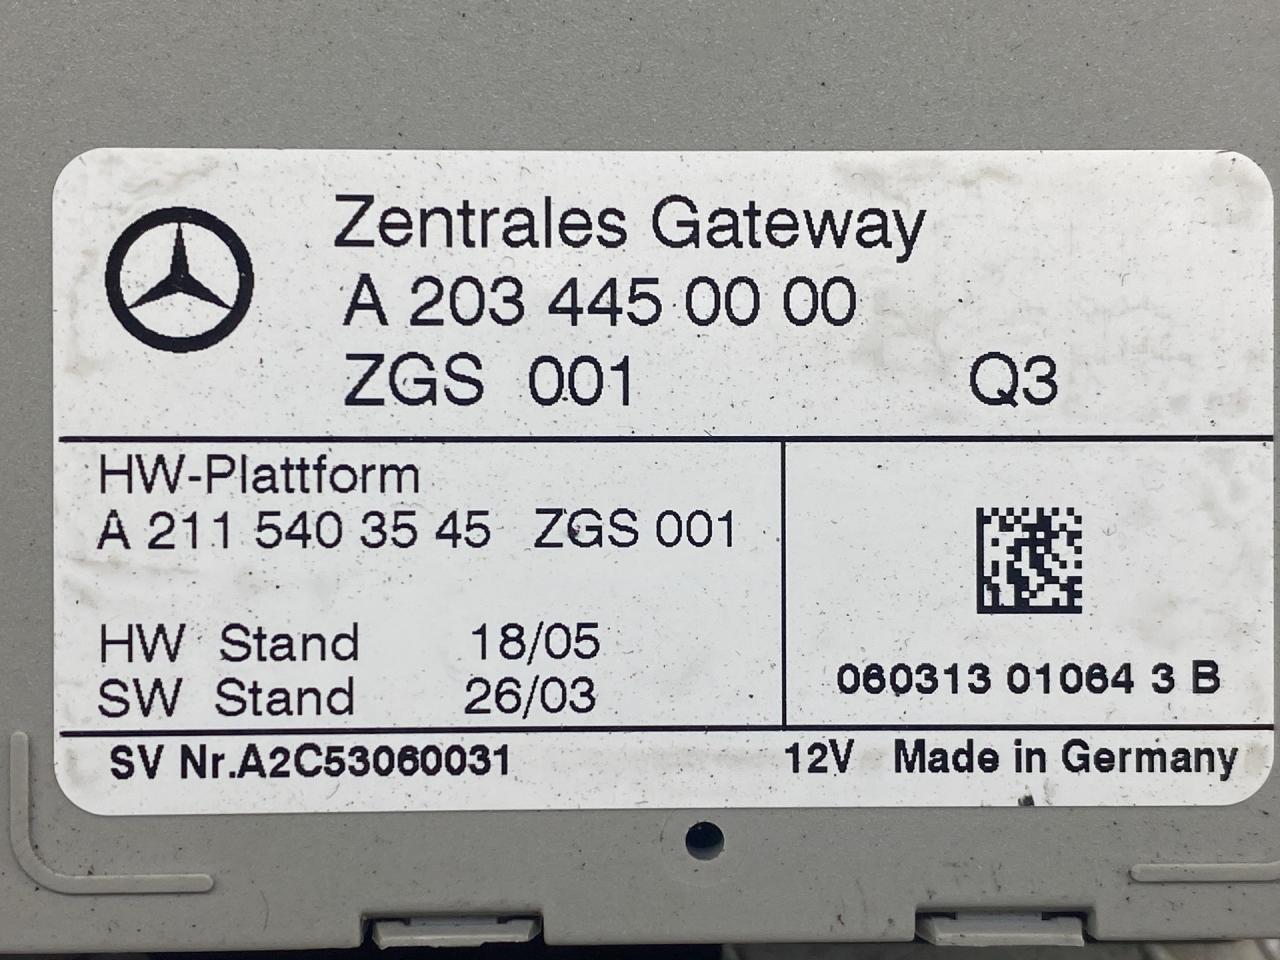 Zentrales Gateway
A 203 445 00 00
ZGS 001 Q3
HW-Plattform
A 211 540 35 45 ZGS 001
HW Stand 18/05
SW Stand 26/03
060313 01064 3 B
SV Nr.A2C53060031 12V Made in Germany